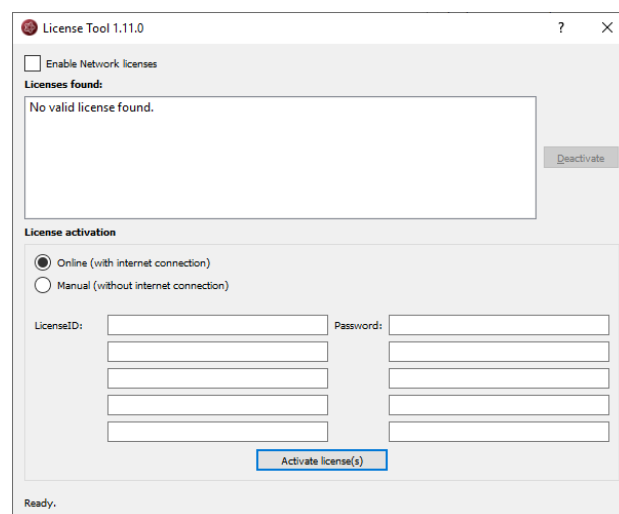 License Tool 1.11.0
?
Enable Network licenses
Licenses found:
No valid license found.
Deactivate
License activation
Online (with internet connection)
Manual (without internet connection)
LicenseID:
Password:
Activate license(s)
Ready.